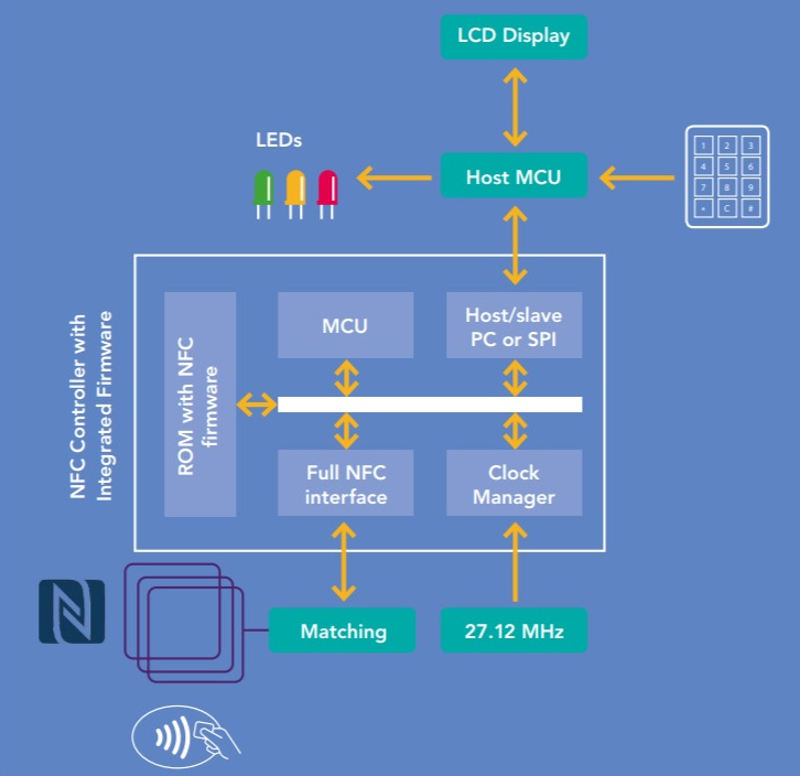 LCD Display
LEDs
Host MCU
1 2 3
4 5 6
7 8 9
* C #
NFC Controller with
Integrated Firmware
ROM with NFC
firmware
MCU
Host/slave
PC or SPI
Full NFC
interface
Clock
Manager
Matching
27.12 MHz